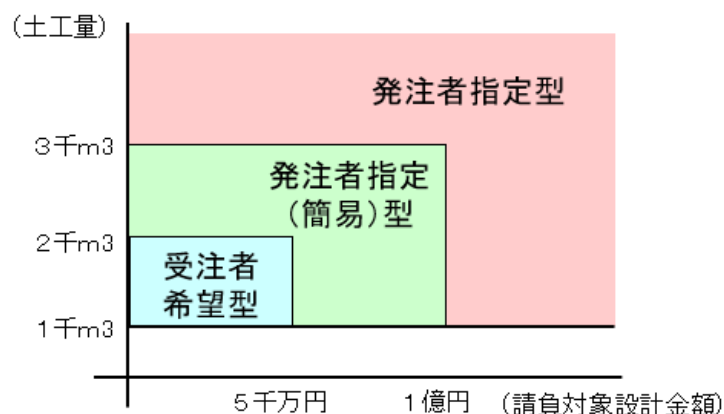 （土工量）
発注者指定型
３千m3
発注者指定
（簡易）型
２千m3
受注者
希望型
１千m3
５千万円
１億円
（請負対象設計金額）